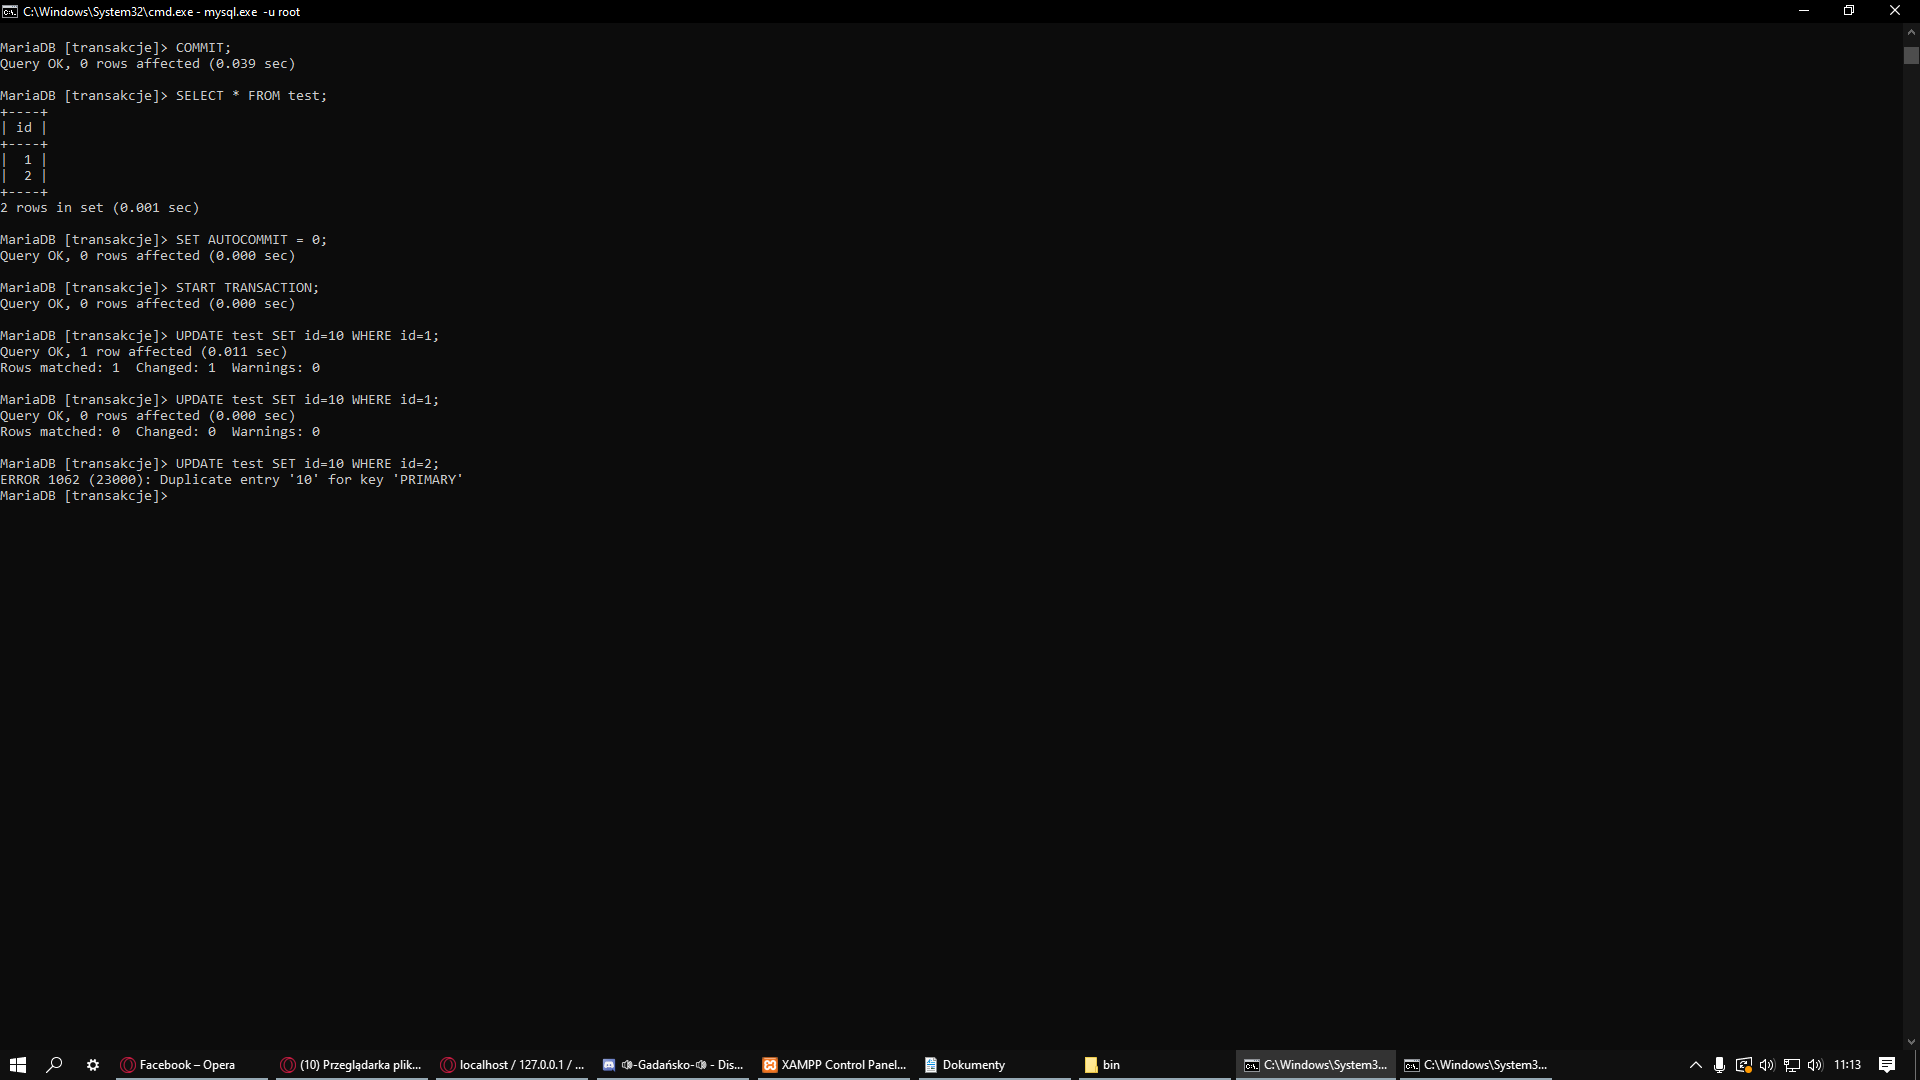 C:\Windows\System32\cmd.exe - mysql.exe  -u root
MariaDB [transakcje]> COMMIT;
Query OK, 0 rows affected (0.039 sec)
MariaDB [transakcje]> SELECT * FROM test;
+----+
| id |
+----+
|  1 |
|  2 |
+----+
2 rows in set (0.001 sec)
MariaDB [transakcje]> SET AUTOCOMMIT = 0;
Query OK, 0 rows affected (0.000 sec)
MariaDB [transakcje]> START TRANSACTION;
Query OK, 0 rows affected (0.000 sec)
MariaDB [transakcje]> UPDATE test SET id=10 WHERE id=1;
Query OK, 1 row affected (0.011 sec)
Rows matched: 1  Changed: 1  Warnings: 0
MariaDB [transakcje]> UPDATE test SET id=10 WHERE id=1;
Query OK, 0 rows affected (0.000 sec)
Rows matched: 0  Changed: 0  Warnings: 0
MariaDB [transakcje]> UPDATE test SET id=10 WHERE id=2;
ERROR 1062 (23000): Duplicate entry '10' for key 'PRIMARY'
MariaDB [transakcje]>
Facebook – Opera
(10) Przeglądarka plik...
localhost / 127.0.0.1 / ...
🔊-Gadańsko-🔊 - Dis...
XAMPP Control Panel...
Dokumenty
bin
C:\Windows\System3...
C:\Windows\System3...
11:13